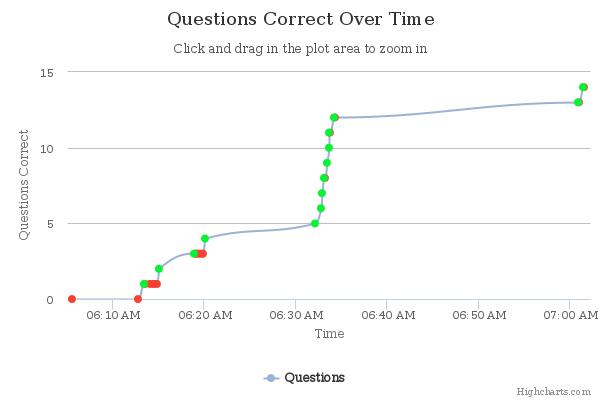 Questions Correct Over Time
Click and drag in the plot area to zoom in
Questions Correct
15
10
5
0
06:10 AM
06:20 AM
06:30 AM
06:40 AM
06:50 AM
07:00 AM
Time
Questions
Highcharts.com